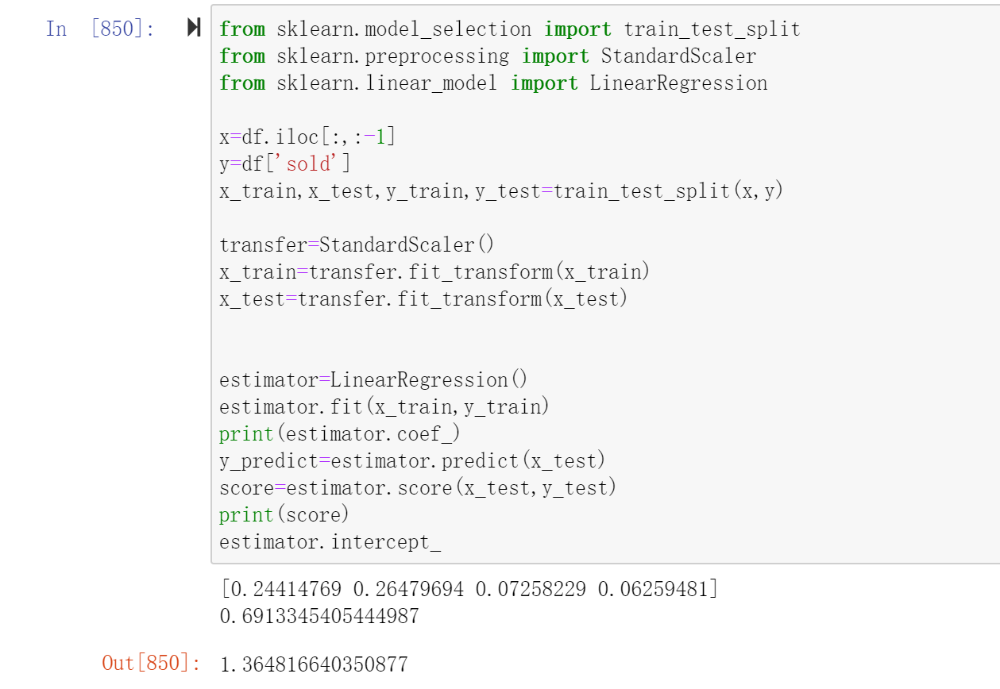 In [850]:
from sklearn.model_selection import train_test_split
from sklearn.preprocessing import StandardScaler
from sklearn.linear_model import LinearRegression
x=df.iloc[:,:-1]
y=df['sold']
x_train,x_test,y_train,y_test=train_test_split(x,y)
transfer=StandardScaler()
x_train=transfer.fit_transform(x_train)
x_test=transfer.fit_transform(x_test)
estimator=LinearRegression()
estimator.fit(x_train,y_train)
print(estimator.coef_)
y_predict=estimator.predict(x_test)
score=estimator.score(x_test,y_test)
print(score)
estimator.intercept_
[0.24414769 0.26479694 0.07258229 0.06259481]
0.6913345405444987
Out[850]: 1.364816640350877